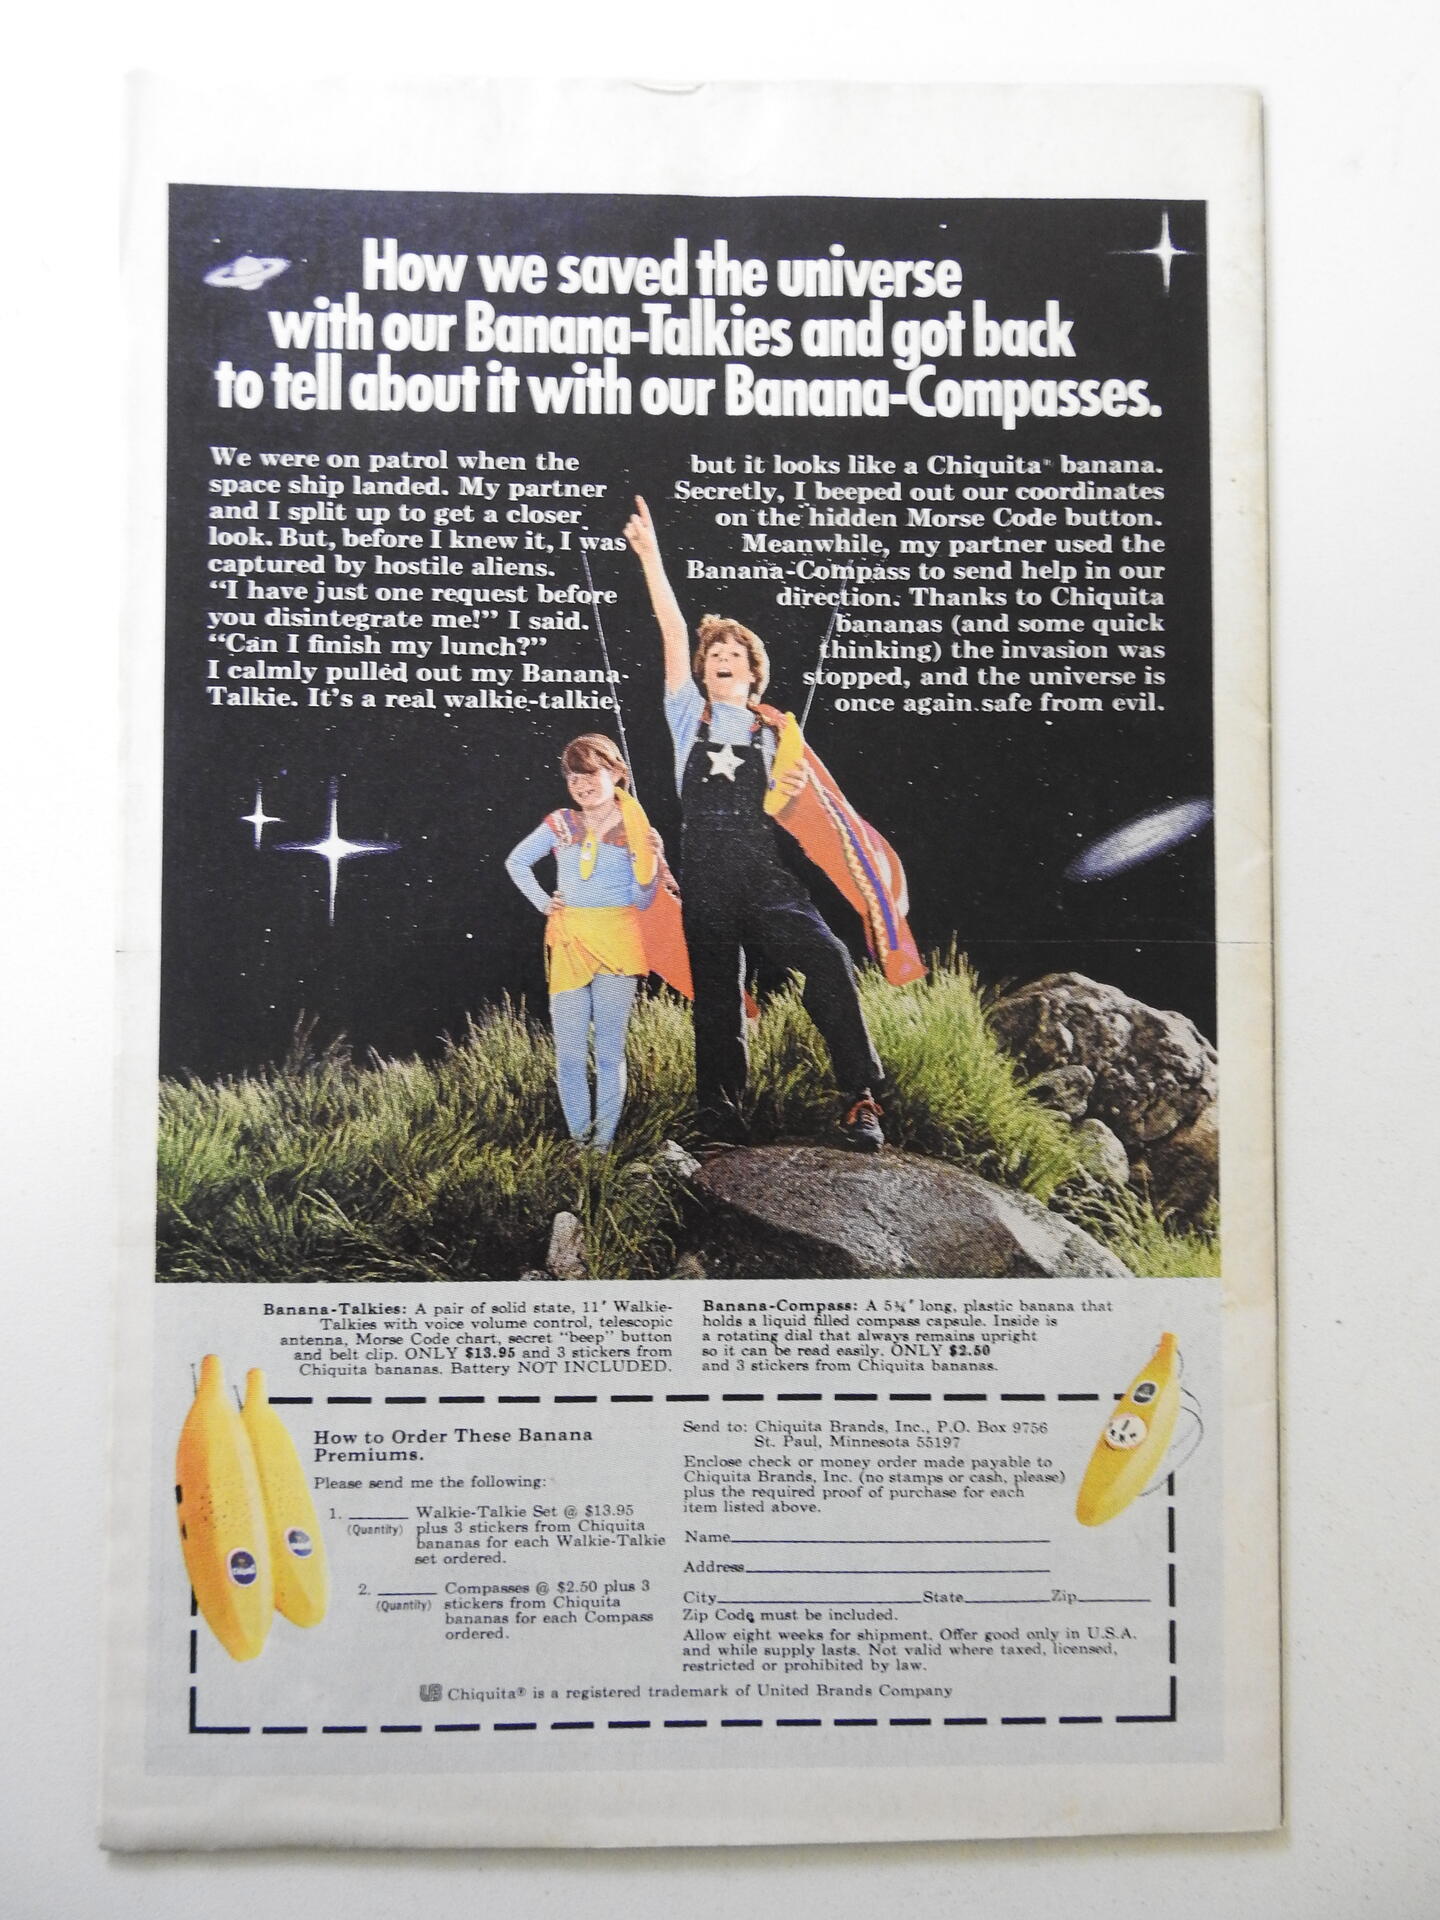 How we saved the universe
with our Banana-Talkies and got back
to tell about it with our Banana-Compasses.
We were on patrol when the
space ship landed. My partner
and I split up to get a closer
look. But, before I knew it, I was
captured by hostile aliens.
“I have just one request before
you disintegrate me!” I said.
“Can I finish my lunch?”
I calmly pulled out my Banana-
Talkie. It's a real walkie-talkie,
but it looks like a Chiquita® banana.
Secretly, I beeped out our coordinates
on the hidden Morse Code button.
Meanwhile, my partner used the
Banana-Compass to send help in our
direction. Thanks to Chiquita
bananas (and some quick
thinking) the invasion was
stopped, and the universe is
once again safe from evil.
Banana-Talkies: A pair of solid state, 11" Walkie-
Talkies with voice volume control, telescopic
antenna, Morse Code chart, secret "beep" button
and belt clip. ONLY $13.95 and 3 stickers from
Chiquita bananas. Battery NOT INCLUDED.
Banana-Compass: A 5¾" long, plastic banana that
holds a liquid filled compass capsule. Inside is
a rotating dial that always remains upright
so it can be read easily. ONLY $2.50
and 3 stickers from Chiquita bananas.
How to Order These Banana
Premiums.
Please send me the following:
1. ______ Walkie-Talkie Set @ $13.95
(Quantity) plus 3 stickers from Chiquita
bananas for each Walkie-Talkie
set ordered.
2. ______ Compasses @ $2.50 plus 3
(Quantity) stickers from Chiquita
bananas for each Compass
ordered.
Send to: Chiquita Brands, Inc., P.O. Box 9756
St. Paul, Minnesota 55197
Enclose check or money order made payable to
Chiquita Brands, Inc. (no stamps or cash, please)
plus the required proof of purchase for each
item listed above.
Name______
Address______
City______State______Zip______
Zip Code must be included.
Allow eight weeks for shipment. Offer good only in U.S.A.
and while supply lasts. Not valid where taxed, licensed,
restricted or prohibited by law.
Chiquita® is a registered trademark of United Brands Company